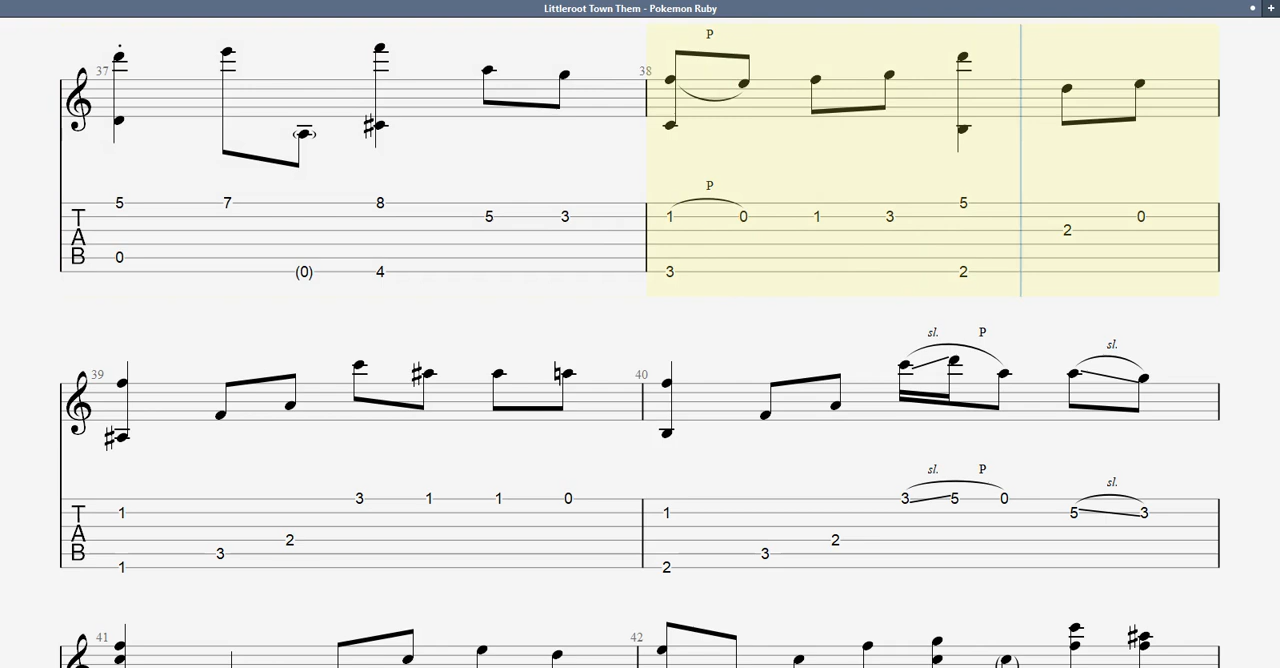 Littleroot Town Them - Pokemon Ruby
P
37 38
P
5 7 8 1 0 1 3 5
T 5 3 2 0
A
B 0
(0) 4 3 2
sl. P sl.
39 40
sl. P sl.
3 1 1 0 3 5 0
T 1 1 5 3
A 2 2
B 3 3
1 2
41 42